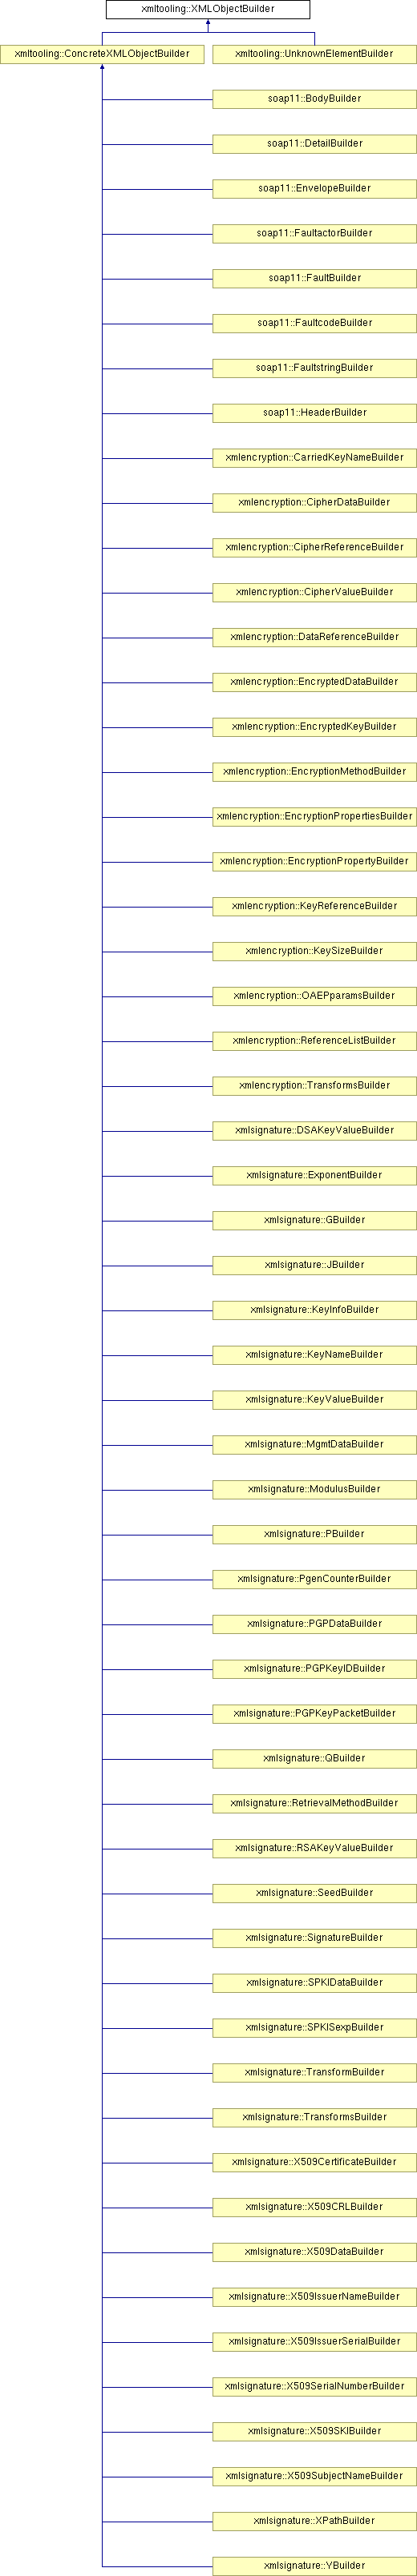 xmltooling::XMLObjectBuilder
xmltooling::ConcreteXMLObjectBuilder
xmltooling::UnknownElementBuilder
soap11::BodyBuilder
soap11::DetailBuilder
soap11::EnvelopeBuilder
soap11::FaultactorBuilder
soap11::FaultBuilder
soap11::FaultcodeBuilder
soap11::FaultstringBuilder
soap11::HeaderBuilder
xmlencryption::CarriedKeyNameBuilder
xmlencryption::CipherDataBuilder
xmlencryption::CipherReferenceBuilder
xmlencryption::CipherValueBuilder
xmlencryption::DataReferenceBuilder
xmlencryption::EncryptedDataBuilder
xmlencryption::EncryptedKeyBuilder
xmlencryption::EncryptionMethodBuilder
xmlencryption::EncryptionPropertiesBuilder
xmlencryption::EncryptionPropertyBuilder
xmlencryption::KeyReferenceBuilder
xmlencryption::KeySizeBuilder
xmlencryption::OAEPparamsBuilder
xmlencryption::ReferenceListBuilder
xmlencryption::TransformsBuilder
xmlsignature::DSAKeyValueBuilder
xmlsignature::ExponentBuilder
xmlsignature::GBuilder
xmlsignature::JBuilder
xmlsignature::KeyInfoBuilder
xmlsignature::KeyNameBuilder
xmlsignature::KeyValueBuilder
xmlsignature::MgmtDataBuilder
xmlsignature::ModulusBuilder
xmlsignature::PBuilder
xmlsignature::PgenCounterBuilder
xmlsignature::PGPDataBuilder
xmlsignature::PGPKeyIDBuilder
xmlsignature::PGPKeyPacketBuilder
xmlsignature::QBuilder
xmlsignature::RetrievalMethodBuilder
xmlsignature::RSAKeyValueBuilder
xmlsignature::SeedBuilder
xmlsignature::SignatureBuilder
xmlsignature::SPKIDataBuilder
xmlsignature::SPKISexpBuilder
xmlsignature::TransformBuilder
xmlsignature::TransformsBuilder
xmlsignature::X509CertificateBuilder
xmlsignature::X509CRLBuilder
xmlsignature::X509DataBuilder
xmlsignature::X509IssuerNameBuilder
xmlsignature::X509IssuerSerialBuilder
xmlsignature::X509SerialNumberBuilder
xmlsignature::X509SKIBuilder
xmlsignature::X509SubjectNameBuilder
xmlsignature::XPathBuilder
xmlsignature::YBuilder